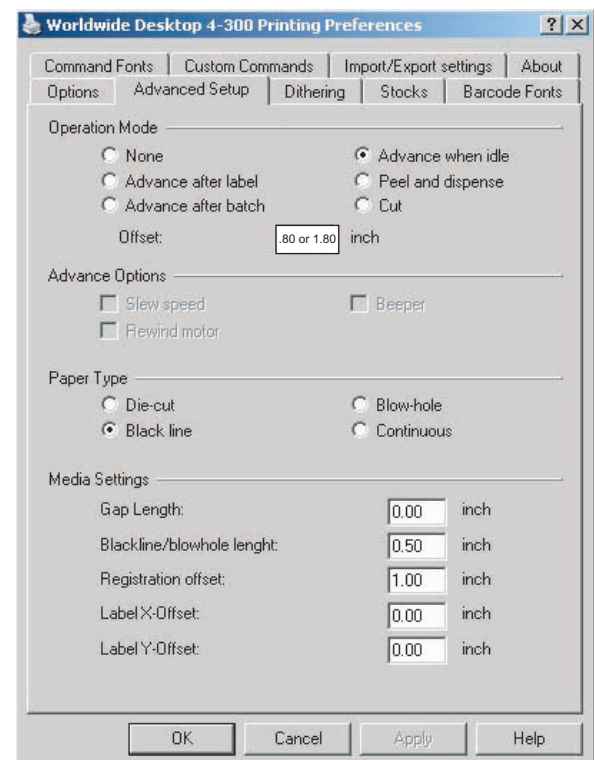 Worldwide Desktop 4-300 Printing Preferences
Command Fonts Custom Commands Import/Export settings About
Options Advanced Setup Dithering Stocks Barcode Fonts
Operation Mode
None Advance when idle
Advance after label Peel and dispense
Advance after batch Cut
Offset: .80 or 1.80 inch
Advance Options
Slew speed Beeper
Rewind motor
Paper Type
Die-cut Blow-hole
Black line Continuous
Media Settings
Gap Length: 0.00 inch
Blackline/blowhole lenght: 0.50 inch
Registration offset: 1.00 inch
Label X-Offset: 0.00 inch
Label Y-Offset: 0.00 inch
OK Cancel Apply Help